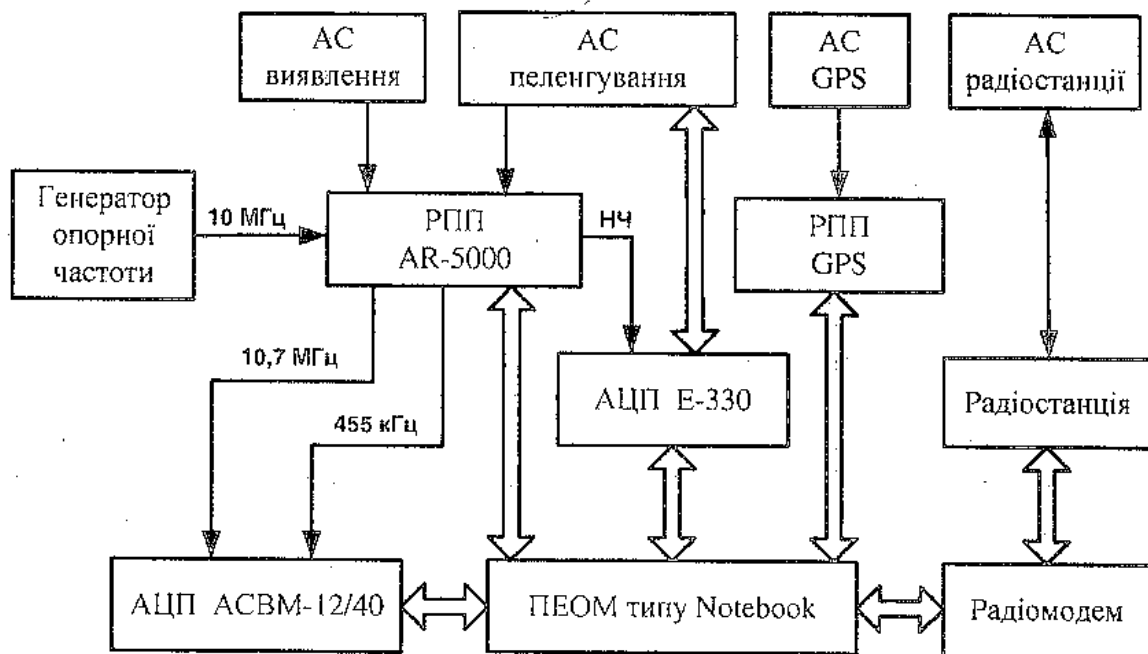 АС
виявлення
АС
пеленгування
АС
GPS
АС
радіостанції
Генератор
опорної
частоти
10 МГц
РПП
AR-5000
НЧ
РПП
GPS
10,7 МГц
455 кГц
АЦП Е-330
Радіостанція
АЦП АСВМ-12/40
ПЕОМ типу Notebook
Радіомодем